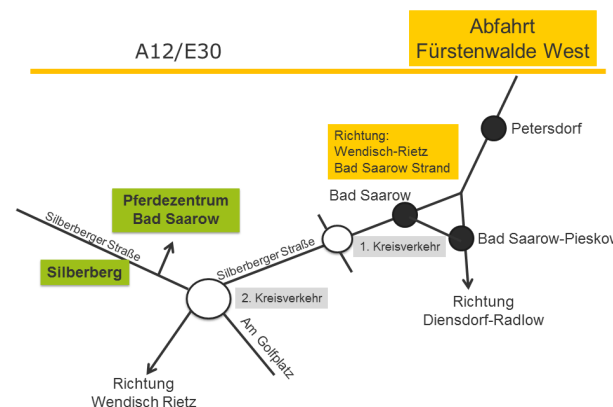 Abfahrt
Fürstenwalde West
A12/E30
Petersdorf
Richtung:
Wendisch-Rietz
Bad Saarow Strand
Bad Saarow
Pferdezentrum
Bad Saarow
Silberberger Straße
Silberberger Straße
1. Kreisverkehr
Bad Saarow-Pieskow
Silberberg
2. Kreisverkehr
Richtung
Diensdorf-Radlow
Am Golfplatz
Richtung
Wendisch Rietz